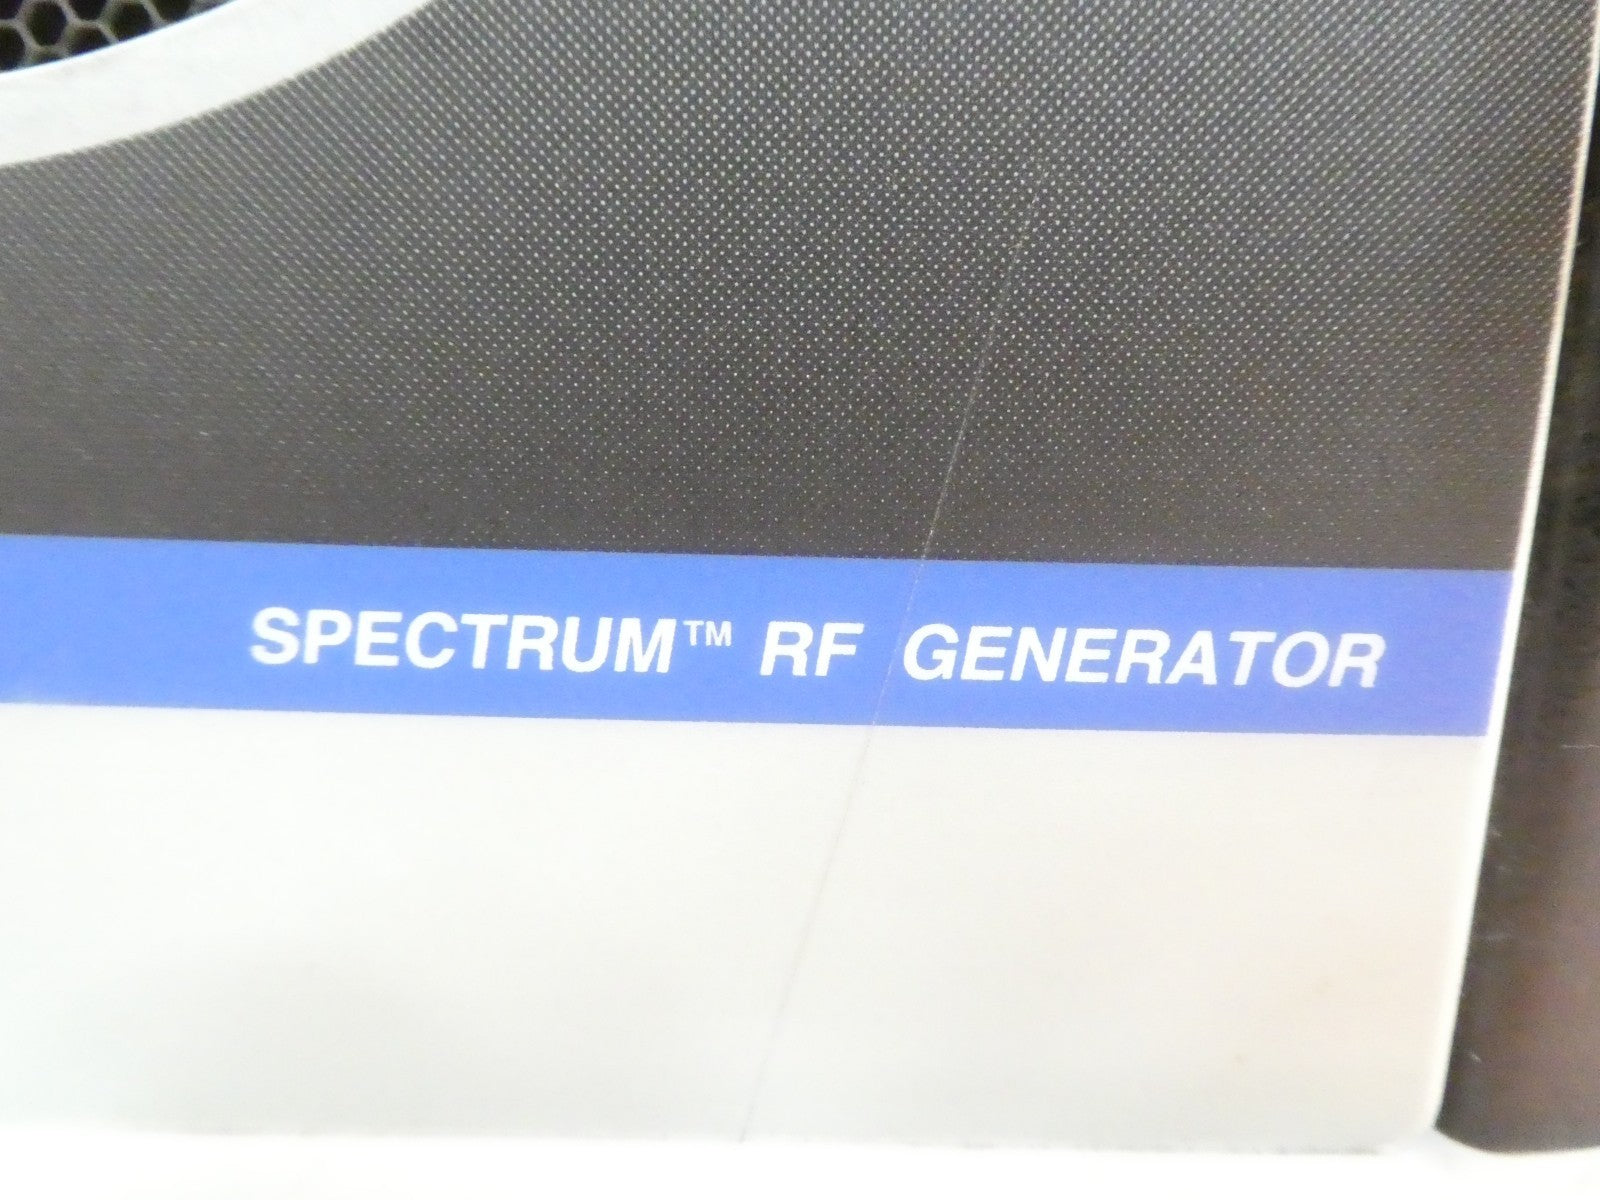 SPECTRUM™ RF GENERATOR